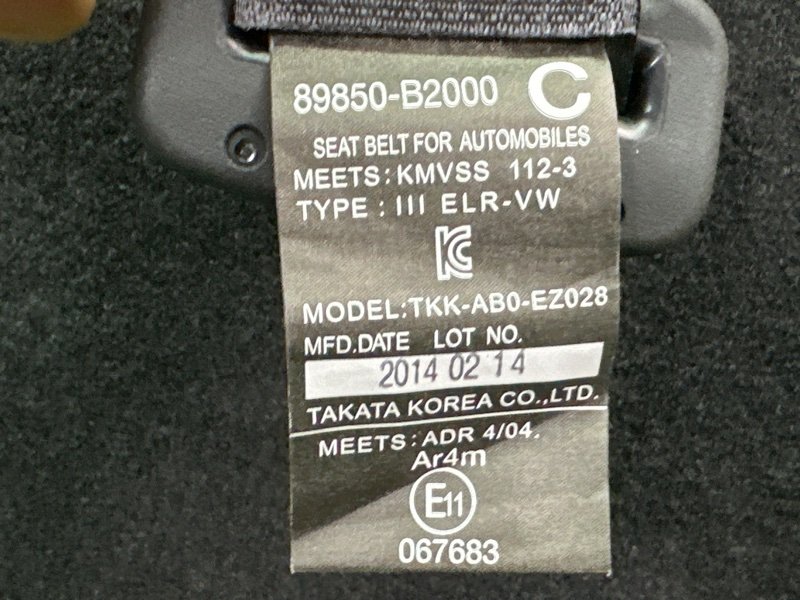 89850-B2000 C
SEAT BELT FOR AUTOMOBILES
MEETS: KMVSS 112-3
TYPE : III ELR-VW
KC
MODEL:TKK-AB0-EZ028
MFD.DATE LOT NO.
2014 02 14
TAKATA KOREA CO.,LTD.
MEETS: ADR 4/04.
Ar4m
E11
067683